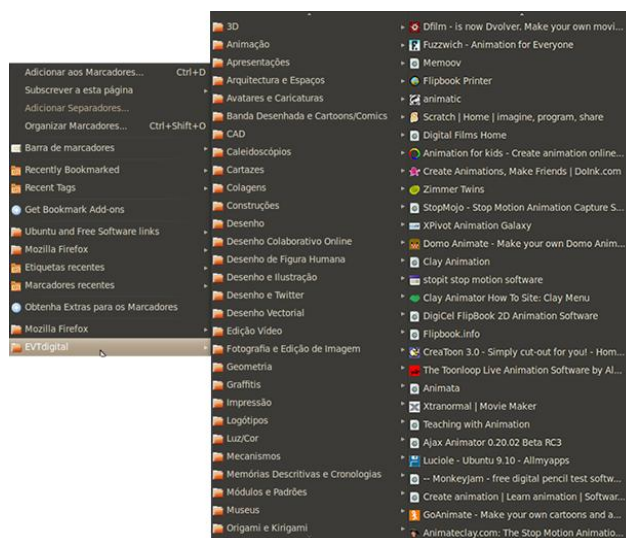 Adicionar aos Marcadores... Ctrl+D
Subscrever a esta página
Adicionar Separadores...
Organizar Marcadores... Ctrl+Shift+O
Barra de marcadores
Recently Bookmarked
Recent Tags
Get Bookmark Add-ons
Ubuntu and Free Software links
Mozilla Firefox
Etiquetas recentes
Marcadores recentes
Obtenha Extras para os Marcadores
Mozilla Firefox
EVTdigital
3D
Animação
Apresentações
Arquitectura e Espaços
Avatares e Caricaturas
Banda Desenhada e Cartoons/Comics
CAD
Caleidoscópios
Cartazes
Colagens
Construções
Desenho
Desenho Colaborativo Online
Desenho de Figura Humana
Desenho e Ilustração
Desenho e Twitter
Desenho Vectorial
Edição Vídeo
Fotografia e Edição de Imagem
Geometria
Graffitis
Impressão
Logótipos
Luz/Cor
Mecanismos
Memórias Descritivas e Cronologias
Módulos e Padrões
Museus
Origami e Kirigami
Dfilm - is now Dvolver. Make your own movi...
Fuzzwich - Animation for Everyone
Memoov
Flipbook Printer
animatic
Scratch | Home | imagine, program, share
Digital Films Home
Animation for kids - Create animation online...
Create Animations, Make Friends | DoInk.com
Zimmer Twins
StopMojo - Stop Motion Animation Capture S...
XPivot Animation Galaxy
Domo Animate - Make your own Domo Anim...
Clay Animation
stopit stop motion software
Clay Animator How To Site: Clay Menu
DigiCel FlipBook 2D Animation Software
Flipbook.info
CreaToon 3.0 - Simply cut-out for you! - Hom...
The Toonloop Live Animation Software by Al...
Animata
Xtranormal | Movie Maker
Teaching with Animation
Ajax Animator 0.20.02 Beta RC3
Luciole - Ubuntu 9.10 - Allmyapps
-- MonkeyJam - free digital pencil test softw...
Create animation | Learn animation | Softwar...
GoAnimate - Make your own cartoons and a...
Animateclay.com: The Stop Motion Animatio...